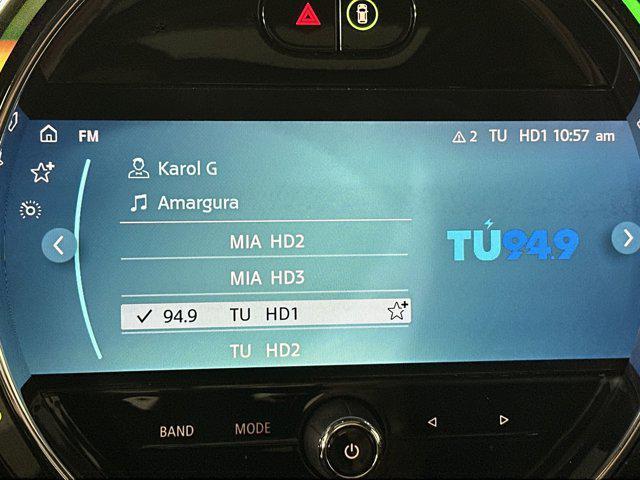 FM
2 TU HD1 10:57 am
Karol G
Amargura
MIA HD2
MIA HD3
94.9 TU HD1
TU HD2
TÚ94.9
BAND
MODE